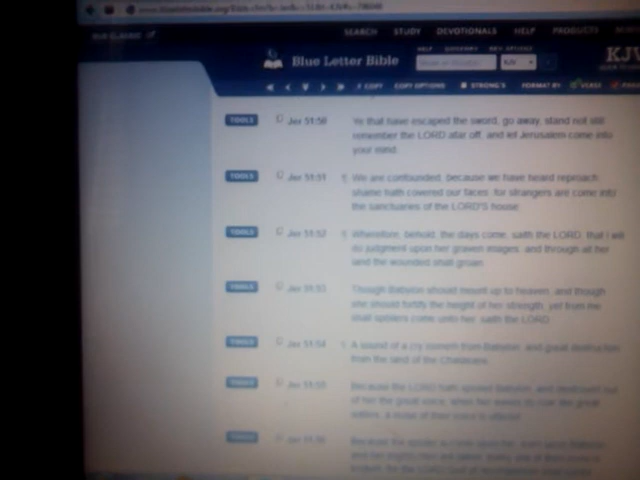 SEARCH STUDY DEVOTIONALS HELP PRODUCTS
Blue Letter Bible
KJV
KJV
COPY COPY OPTIONS STRONG'S FORMAT BY VERSE
TOOLS Jer 51:50 Ye that have escaped the sword, go away, stand not still
remember the LORD afar off, and let Jerusalem come into
your mind.
TOOLS Jer 51:51 ¶ We are confounded, because we have heard reproach
shame hath covered our faces: for strangers are come into
the sanctuaries of the LORD'S house.
TOOLS Jer 51:52 ¶ Wherefore, behold, the days come, saith the LORD, that I will
do judgment upon her graven images: and through all her
land the wounded shall groan.
TOOLS Jer 51:53 Though Babylon should mount up to heaven, and though
she should fortify the height of her strength, yet from me
shall spoilers come unto her, saith the LORD.
TOOLS Jer 51:54 A sound of a cry cometh from Babylon, and great destruction
from the land of the Chaldeans:
TOOLS Jer 51:55 Because the LORD hath spoiled Babylon, and destroyed out
of her the great voice; when her waves do roar like great
waters, a noise of their voice is uttered:
TOOLS